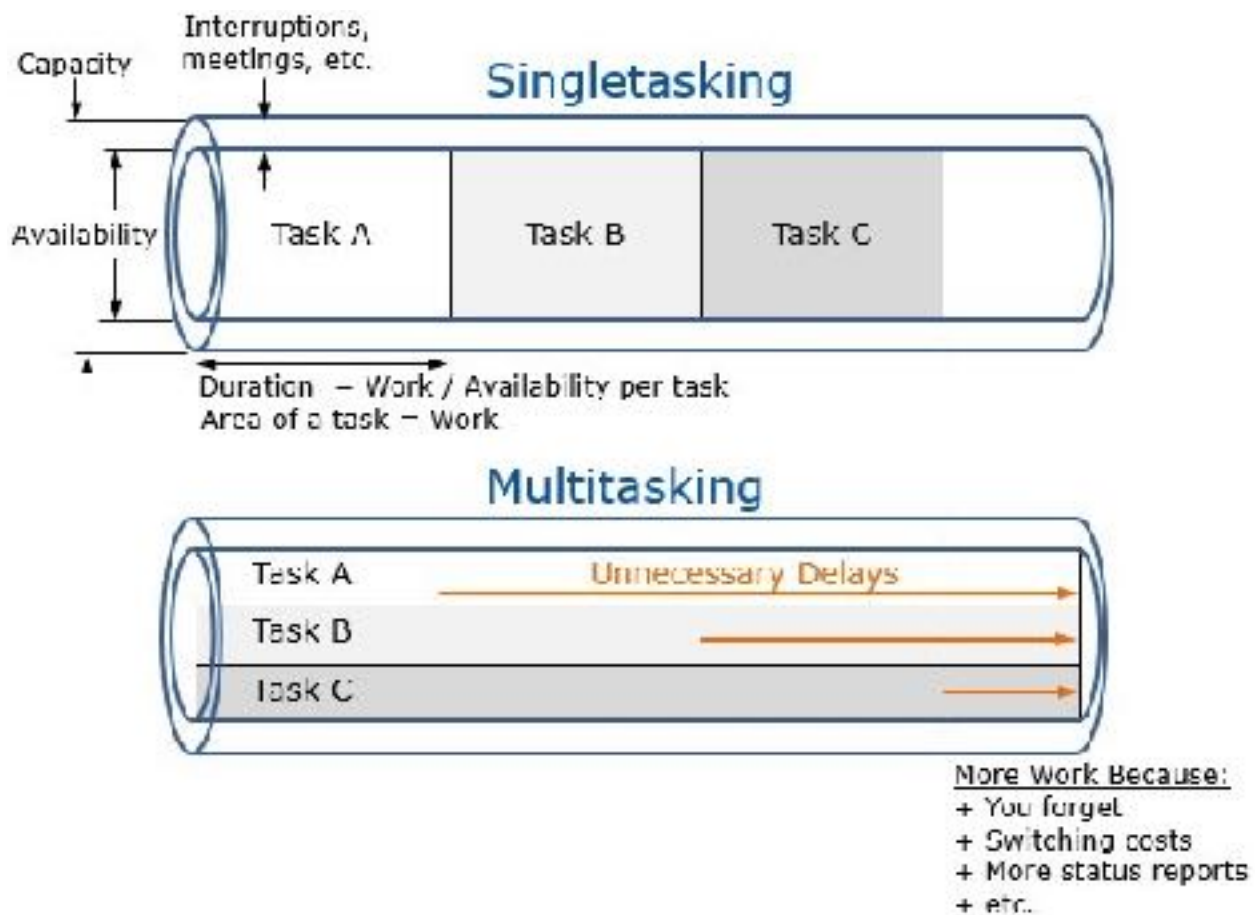 Interruptions,
meetings, etc.
Capacity
Singletasking
Availability
Task A
Task B
Task C
Duration = Work / Availability per task
Area of a task = Work
Multitasking
Task A
Unnecessary Delays
Task B
Task C
More Work Because:
+ You forget
+ Switching costs
+ More status reports
+ etc.